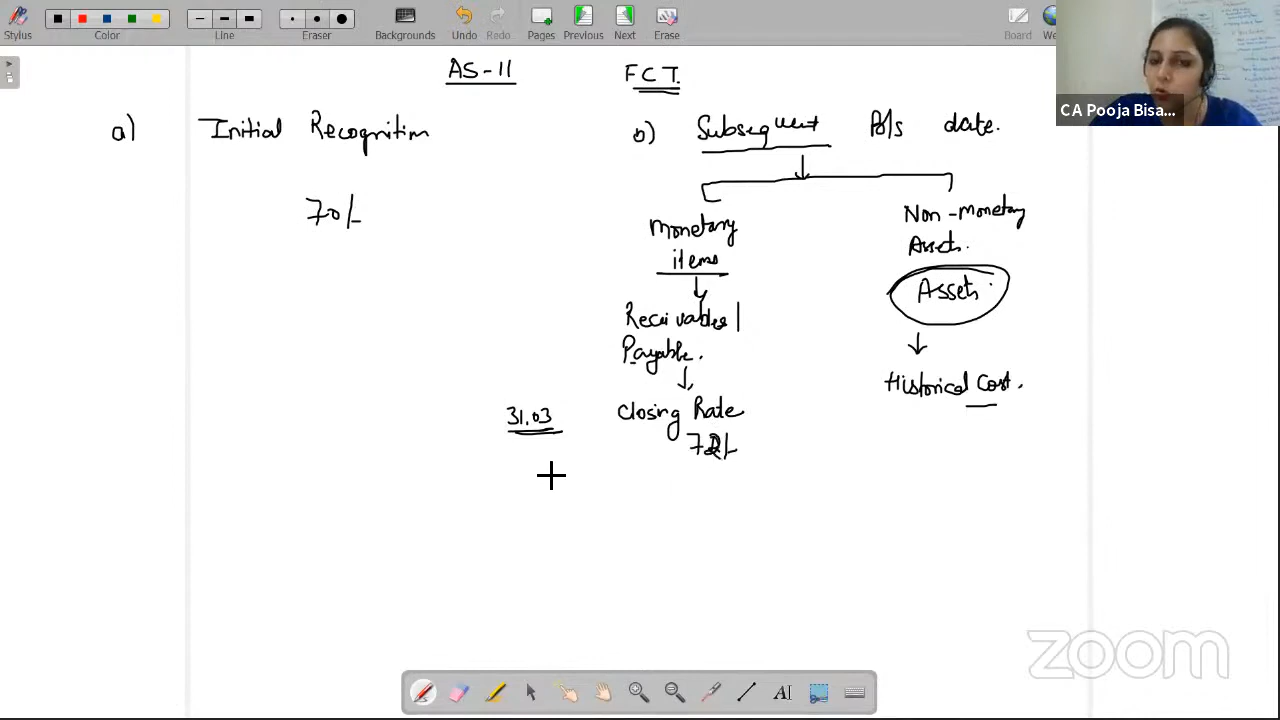 Stylus
Color
Line
Eraser
Backgrounds
Undo
Redo
Pages
Previous
Next
Erase
Board
CA Pooja Bisa...
AS-11
F C T.
a) Initial Recognition
70/-
b) Subsequent B/s date.
Monetary items
Receivables/
Payable.
Closing Rate
72/-
31.03
Non-monetary
Assets.
Assets.
Historical Cost.
zoom
AI